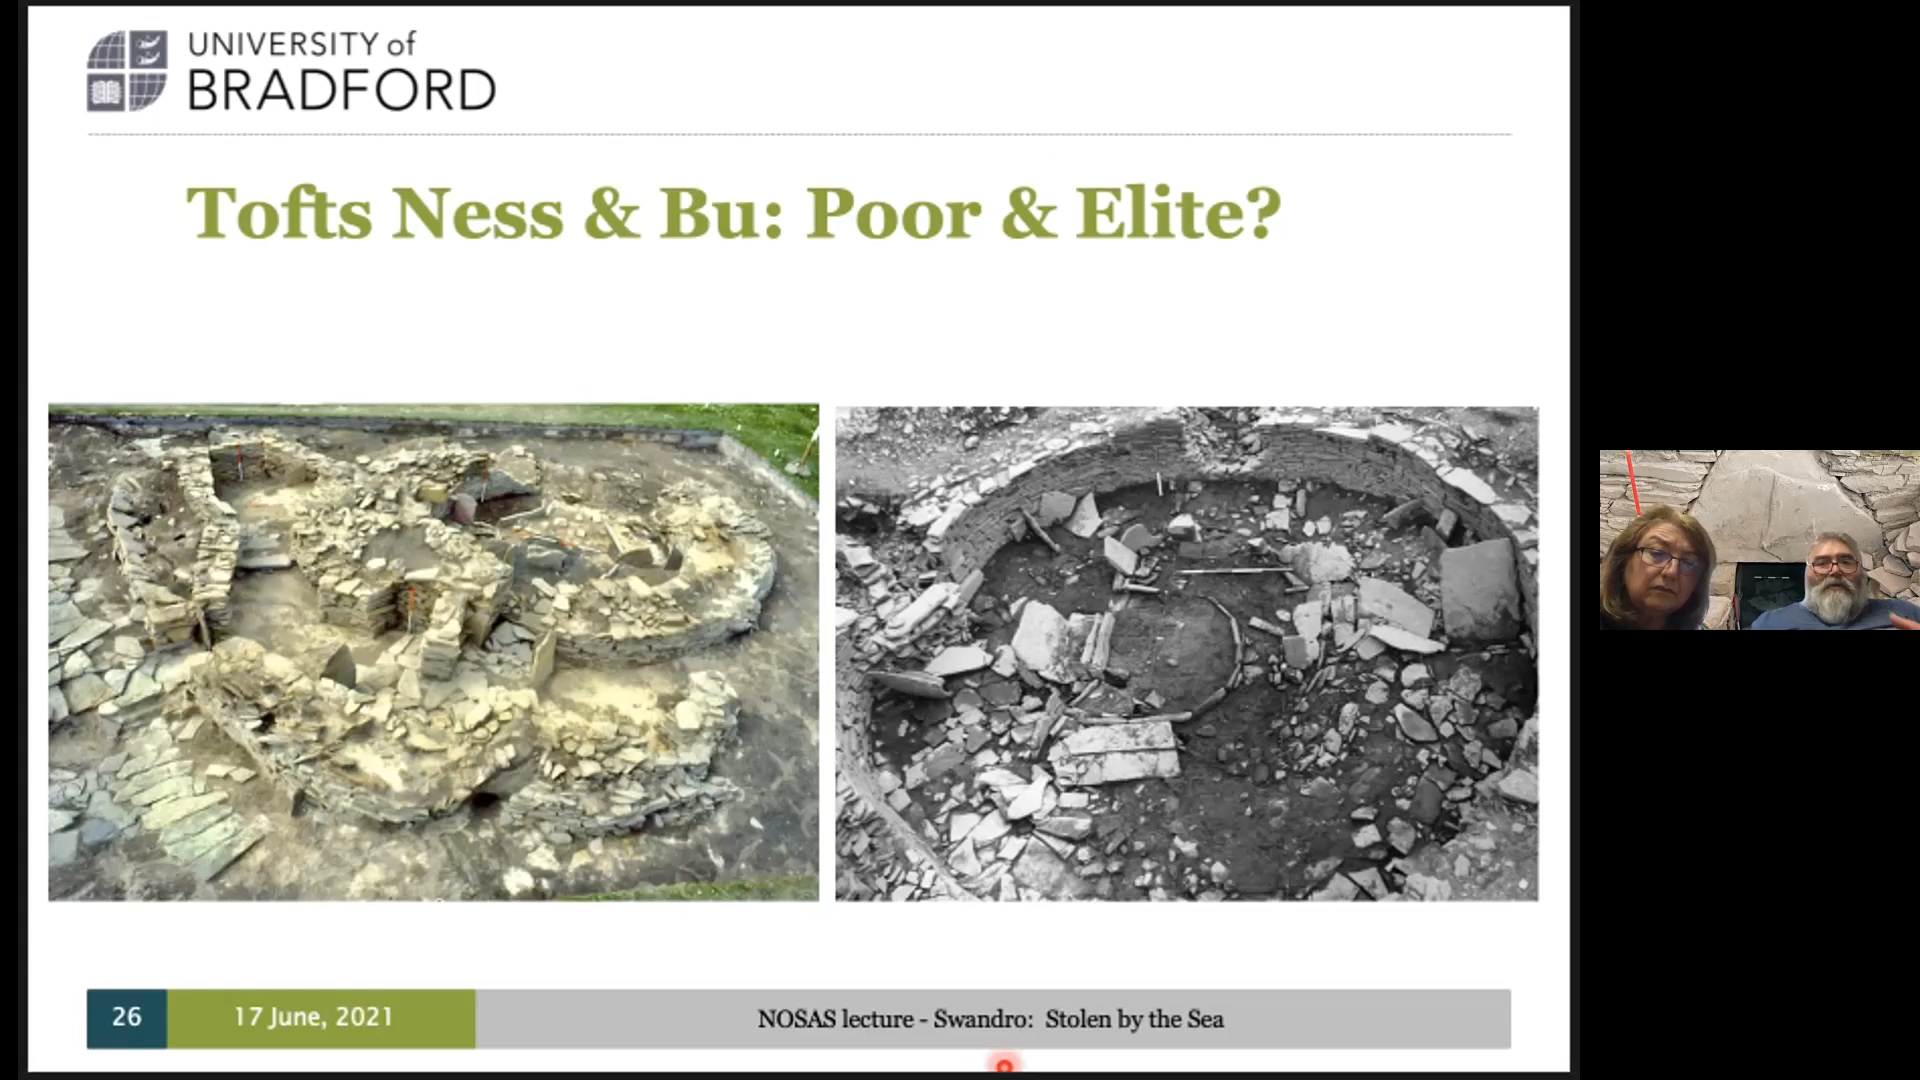 UNIVERSITY of
BRADFORD
Tofts Ness & Bu: Poor & Elite?
26
17 June, 2021
NOSAS lecture - Swandro: Stolen by the Sea